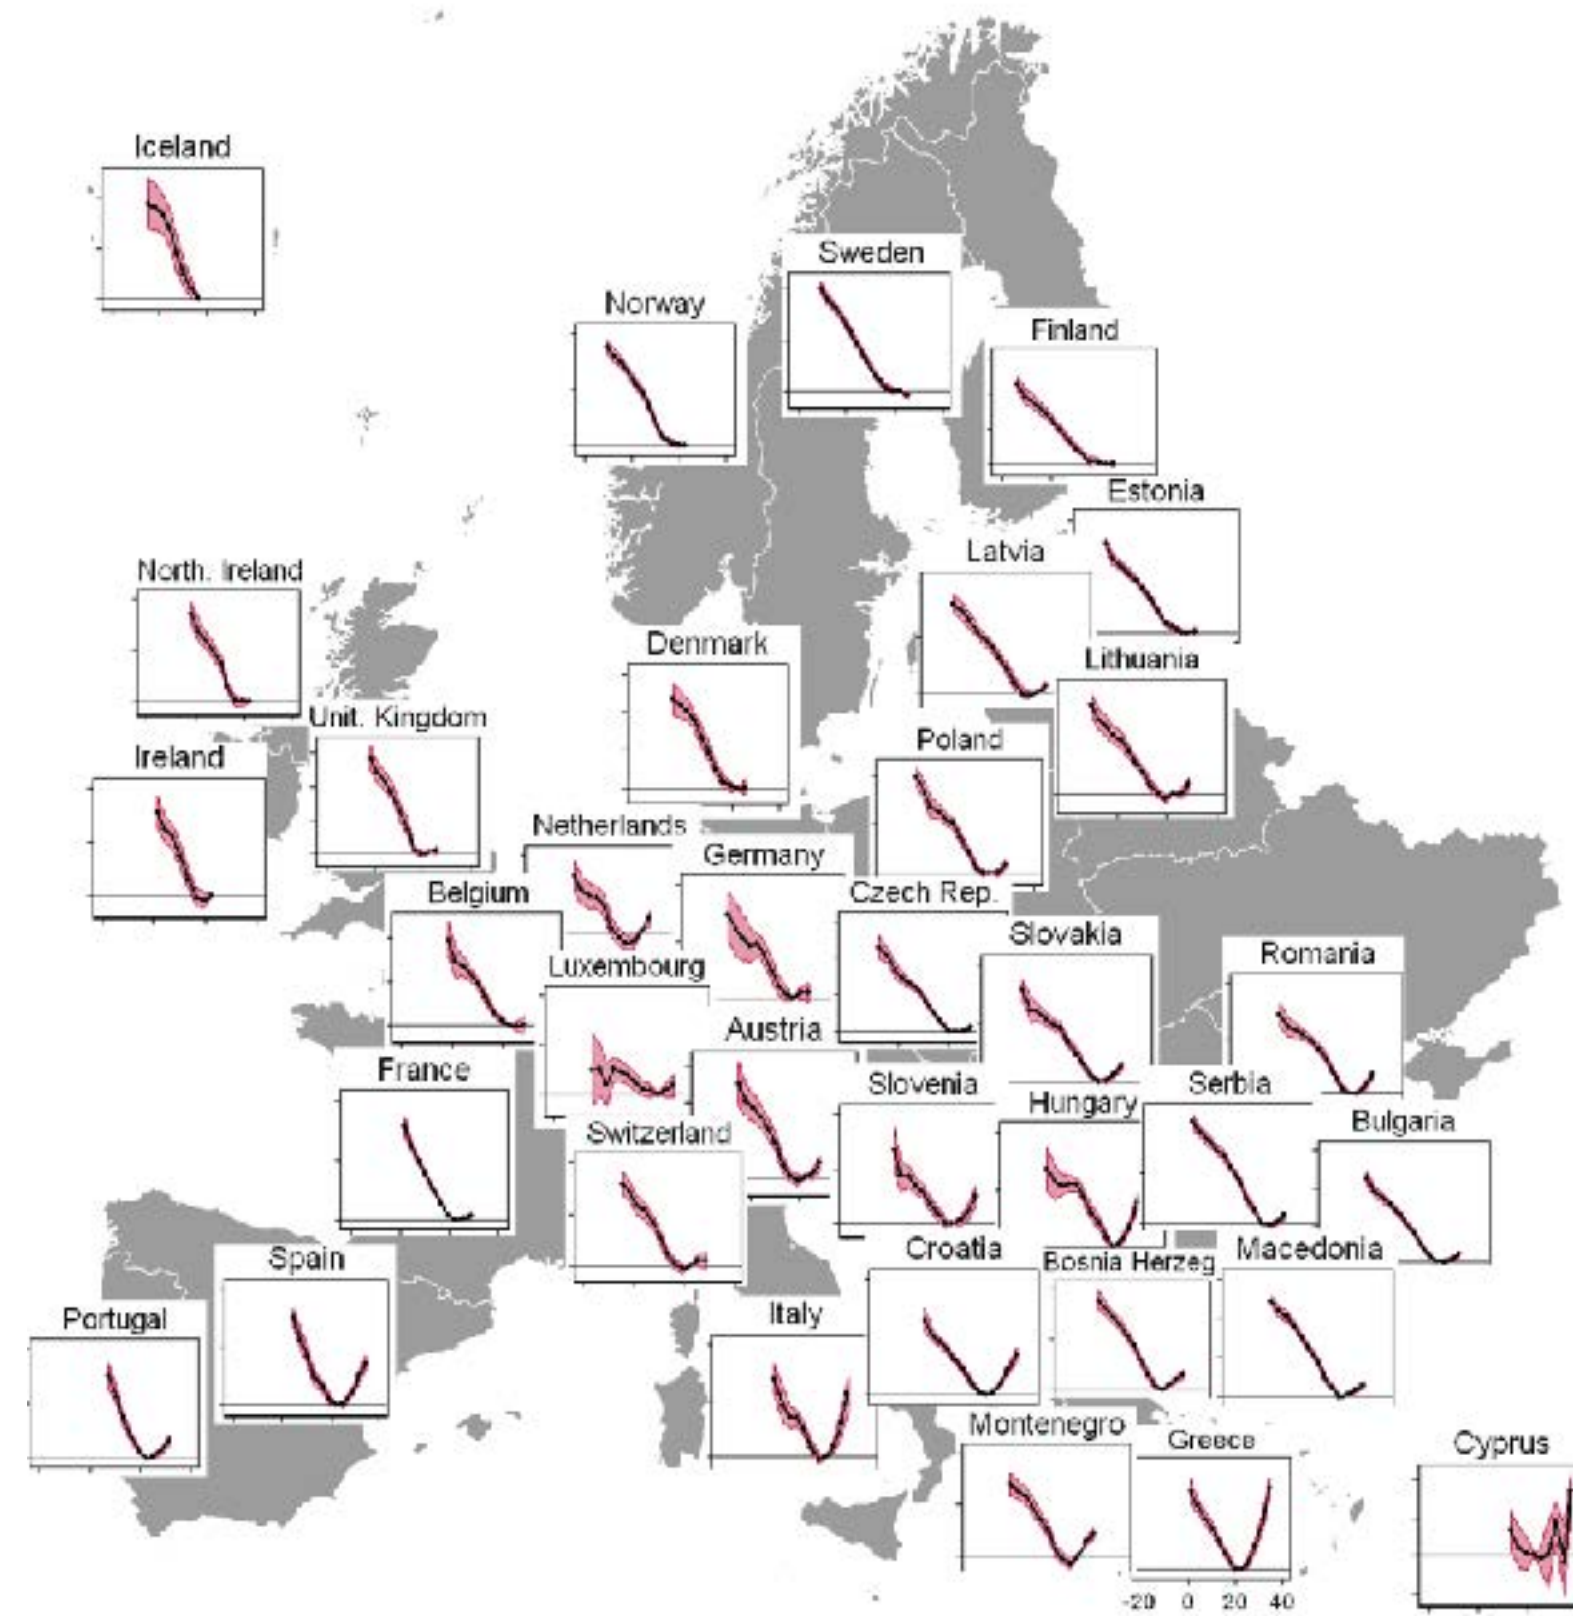 Iceland
Sweden
Norway
Finland
Estonia
Latvia
North. Ireland
Denmark
Lithuania
Unit. Kingdom
Poland
Ireland
Netherlands
Germany
Belgium
Czech Rep.
Slovakia
Romania
Luxembourg
Austria
France
Slovenia
Serbia
Hungary
Bulgaria
Switzerland
Croatia
Macedonia
Spain
Bosnia Herzeg
Italy
Portugal
Montenegro
Greece
Cyprus
-20 0 20 40